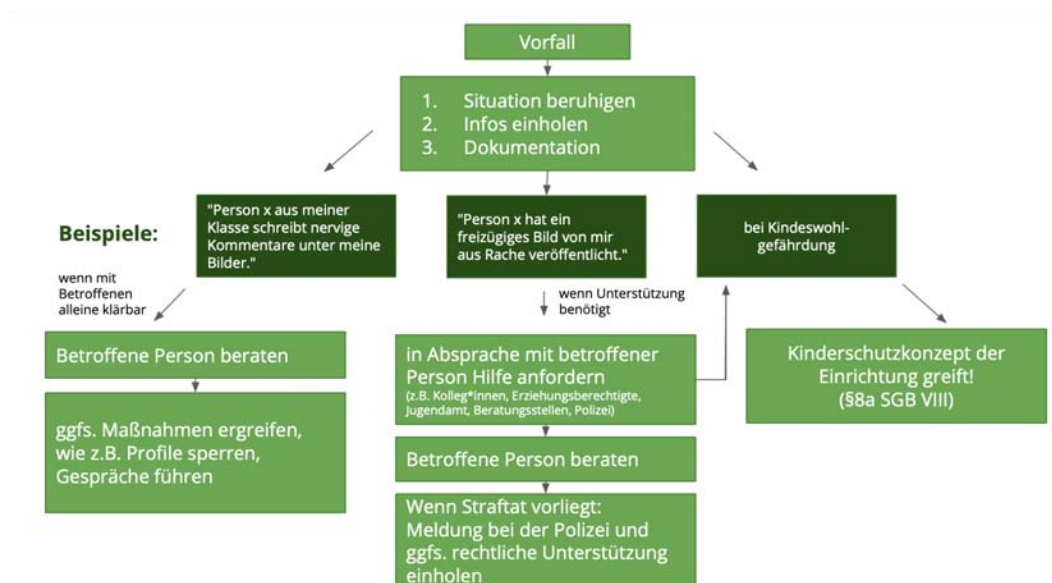 Vorfall
1. Situation beruhigen
2. Infos einholen
3. Dokumentation
Beispiele:
"Person x aus meiner
Klasse schreibt nervige
Kommentare unter meine
Bilder."
"Person x hat ein
freizügiges Bild von mir
aus Rache veröffentlicht."
bei Kindeswohl-
gefährdung
wenn mit
Betroffenen
alleine klärbar
wenn Unterstützung
benötigt
Betroffene Person beraten
ggfs. Maßnahmen ergreifen,
wie z.B. Profile sperren,
Gespräche führen
in Absprache mit betroffener
Person Hilfe anfordern
(z.B. Kolleg*innen, Erziehungsberechtigte,
Jugendamt, Beratungsstellen, Polizei)
Betroffene Person beraten
Wenn Straftat vorliegt:
Meldung bei der Polizei und
ggfs. rechtliche Unterstützung
einholen
Kinderschutzkonzept der
Einrichtung greift!
(§8a SGB VIII)